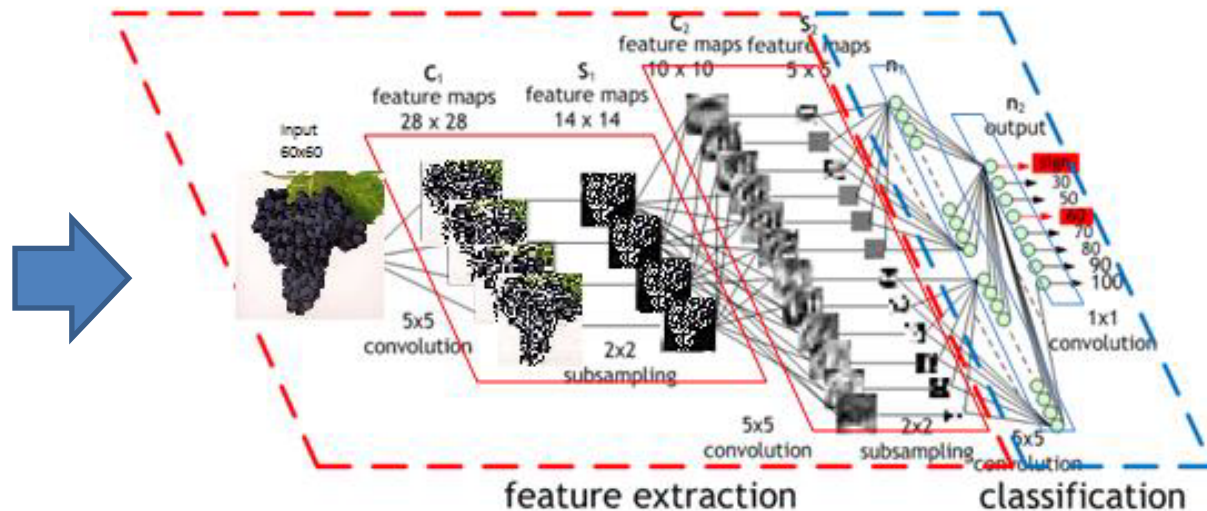 input
60x60
C₁
feature maps
28 x 28
S₁
feature maps
14 x 14
C₂
feature maps
10 x 10
S₂
feature maps
5 x 5
n₁
n₂
output
30
50
60
70
80
90
100
5x5
convolution
2x2
subsampling
5x5
convolution
2x2
subsampling
5x5
convolution
1x1
convolution
feature extraction
classification